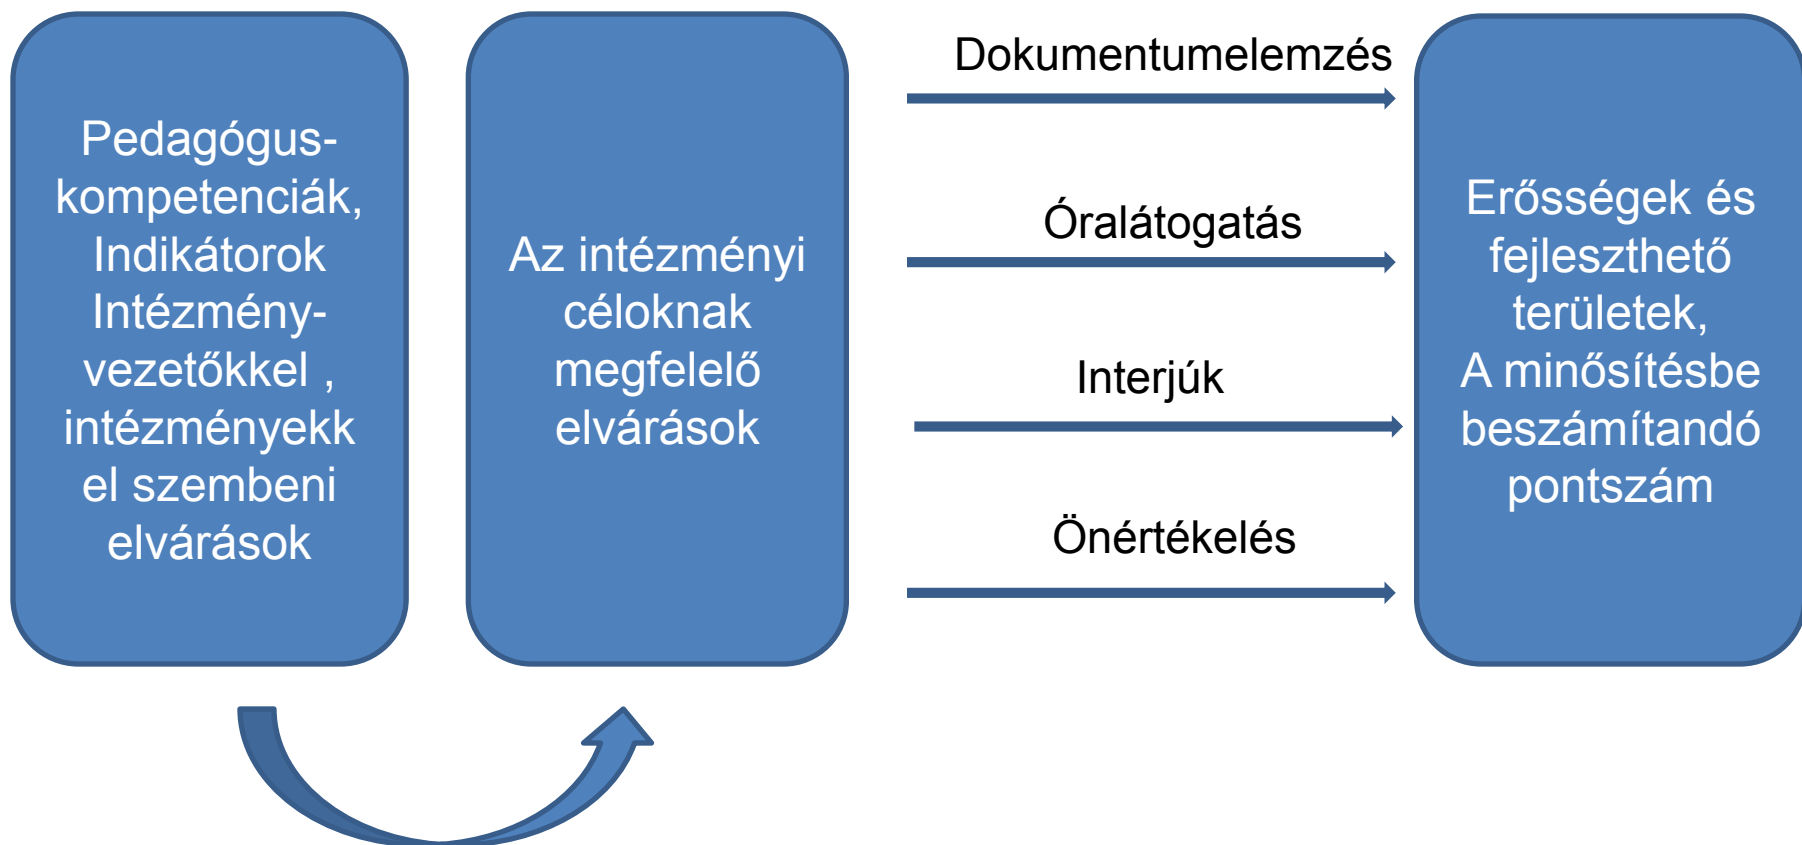 Pedagógus-
kompetenciák,
Indikátorok
Intézmény-
vezetőkkel ,
intézményekk
el szembeni
elvárások
Az intézményi
céloknak
megfelelő
elvárások
Dokumentumelemzés
Óralátogatás
Interjúk
Önértékelés
Erősségek és
fejleszthető
területek,
A minősítésbe
beszámítandó
pontszám